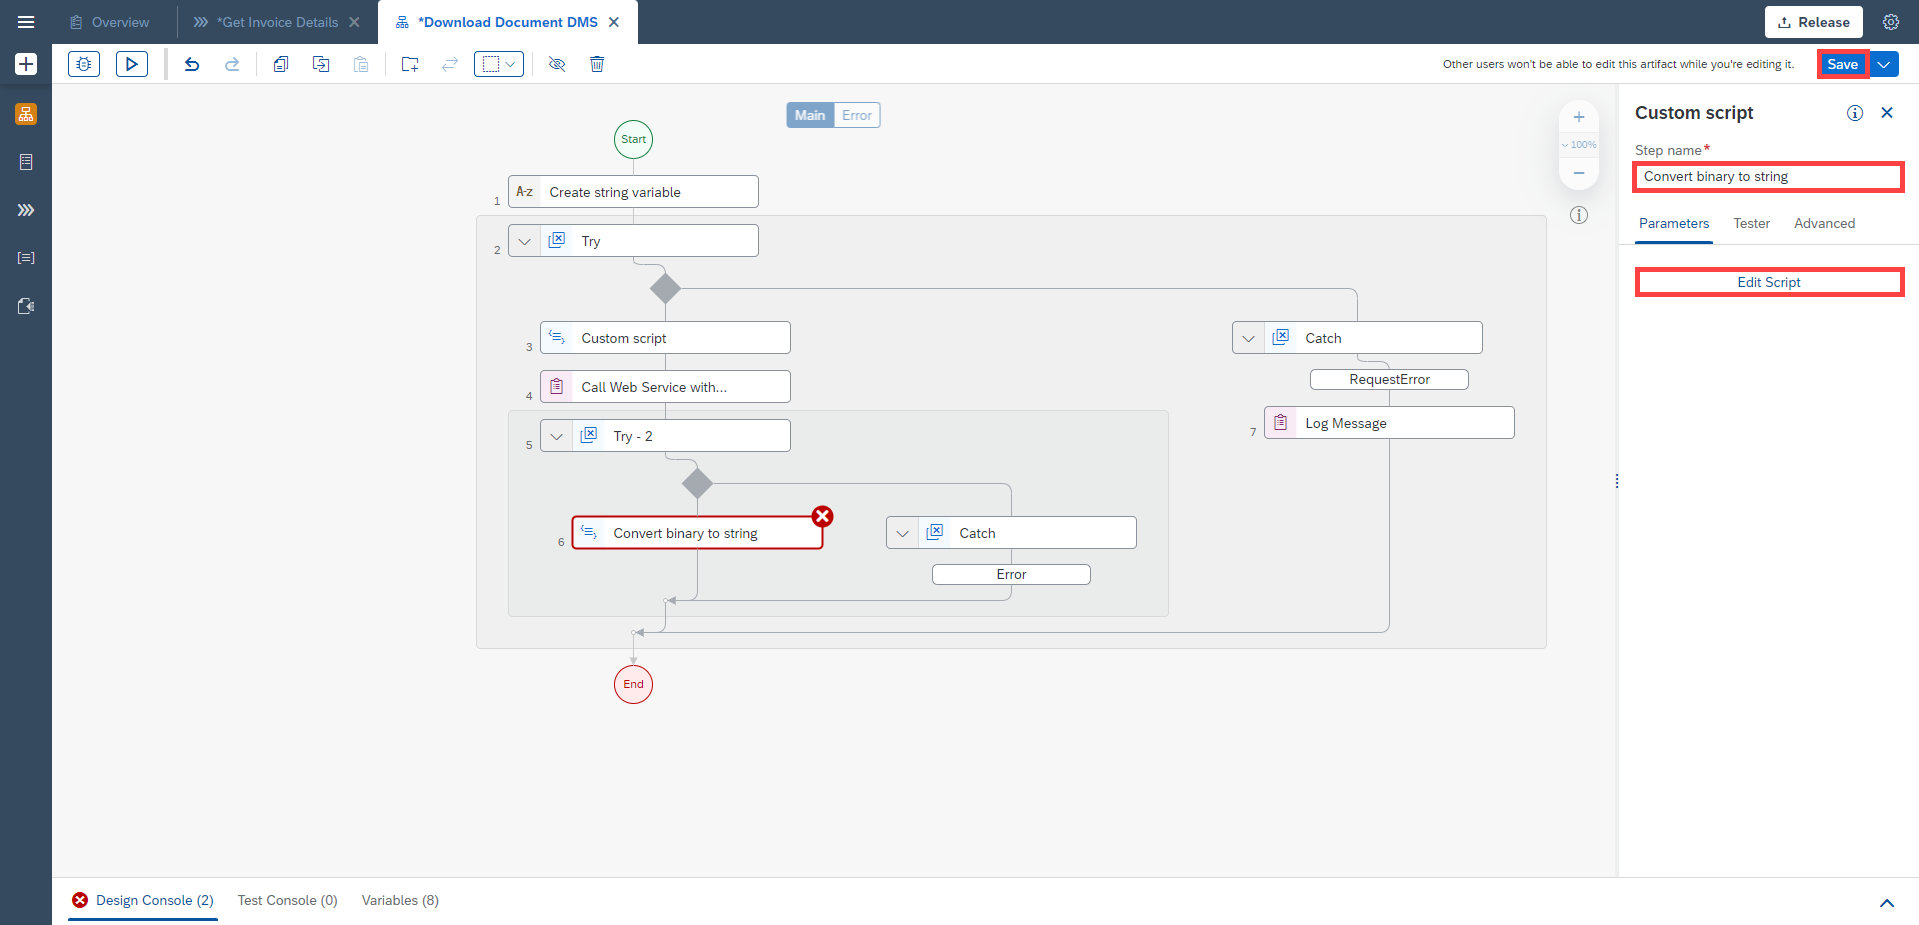 Overview
*Get Invoice Details
*Download Document DMS
Release
Other users won't be able to edit this artifact while you're editing it.
Save
Main
Error
100%
Start
1
A-z
Create string variable
2
Try
3
Custom script
Catch
RequestError
4
Call Web Service with...
7
Log Message
5
Try - 2
6
Convert binary to string
Catch
Error
End
Custom script
Step name*
Convert binary to string
Parameters
Tester
Advanced
Edit Script
Design Console (2)
Test Console (0)
Variables (8)